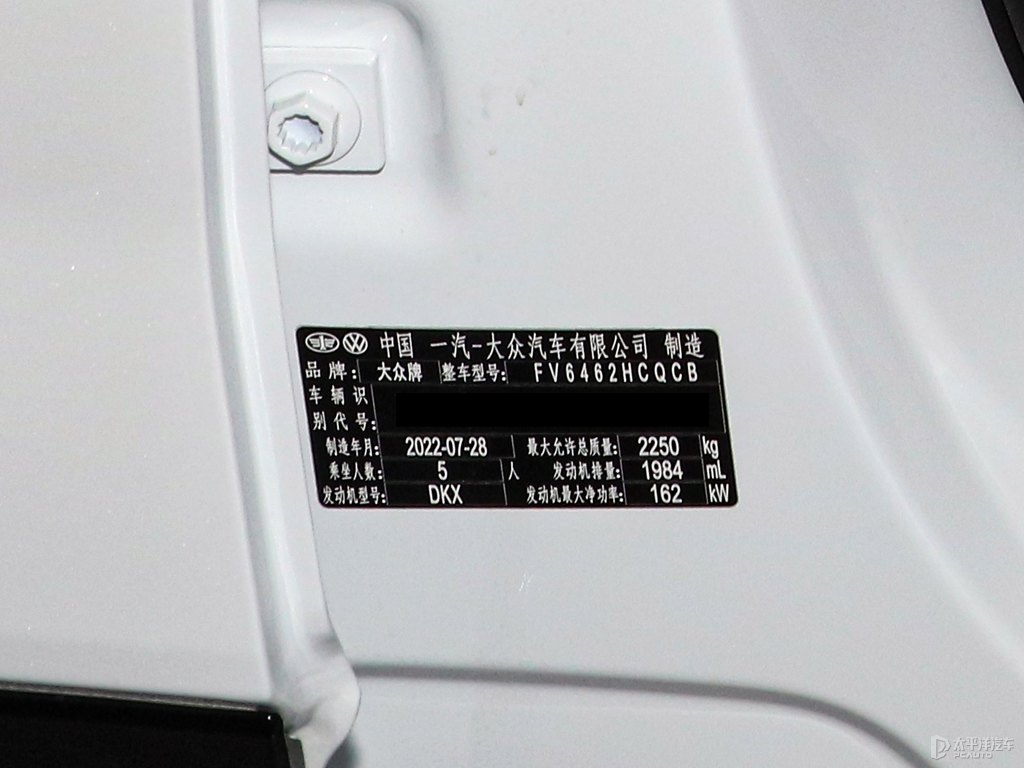 中国 一汽-大众汽车有限公司 制造
品牌: 大众牌 整车型号: FV6462HCQCB
车辆识
别代号:
制造年月: 2022-07-28 最大允许总质量: 2250 kg
乘坐人数: 5 人 发动机排量: 1984 mL
发动机型号: DKX 发动机最大净功率: 162 kW
太平洋汽车
PCAUTO